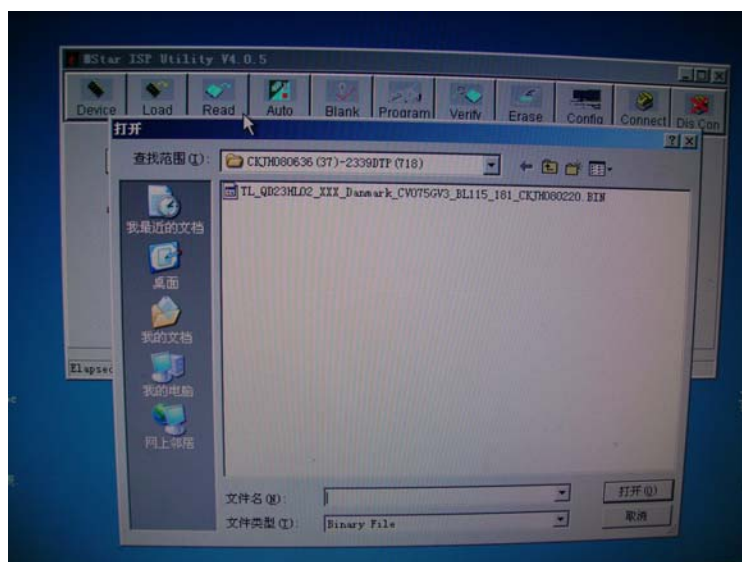 MStar ISP Utility V4.0.5
Device Load Read Auto Blank Program Verify Erase Config Connect Dis Con
打开
查找范围(I): CKJH080636(37)-2339DTP(718)
TL_QD23HL02_XXX_Danmark_CV075GV3_BL115_181_CKJH080220.BIN
我最近的文档
桌面
我的文档
我的电脑
网上邻居
Elapsed
文件名(N): 打开(O)
文件类型(T): Binary File 取消